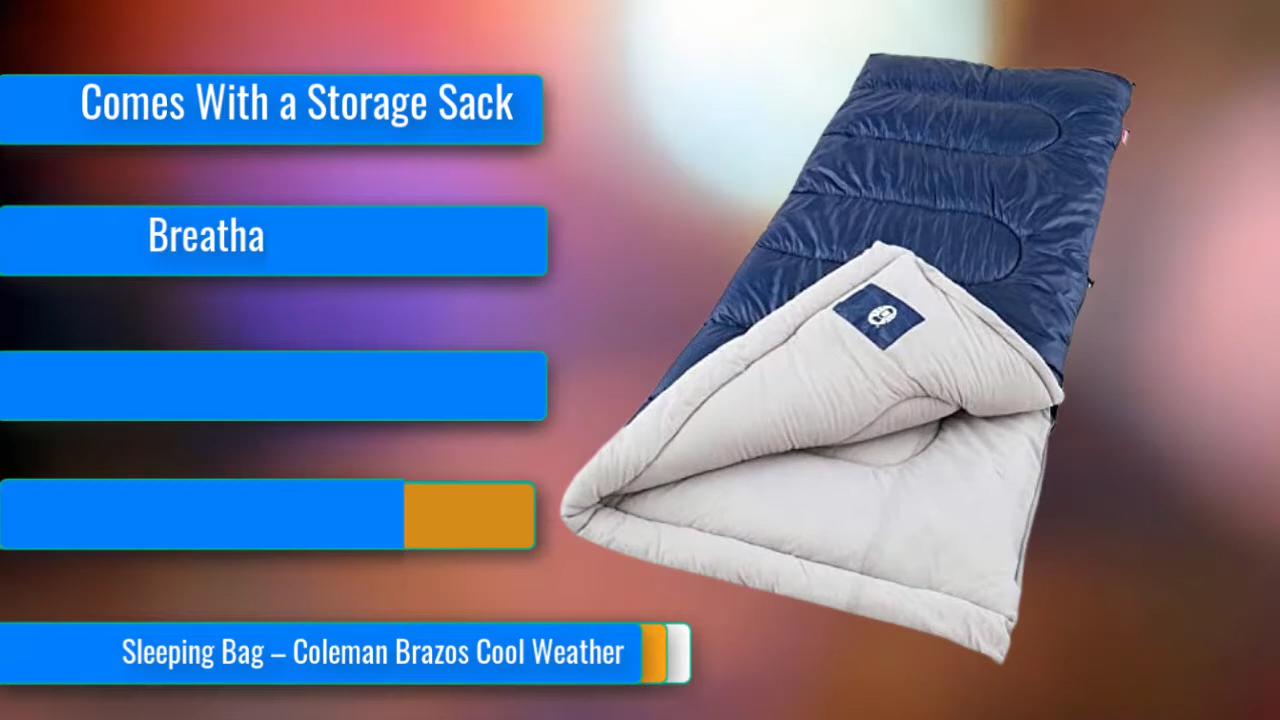 Comes With a Storage Sack
Breatha
Sleeping Bag – Coleman Brazos Cool Weather